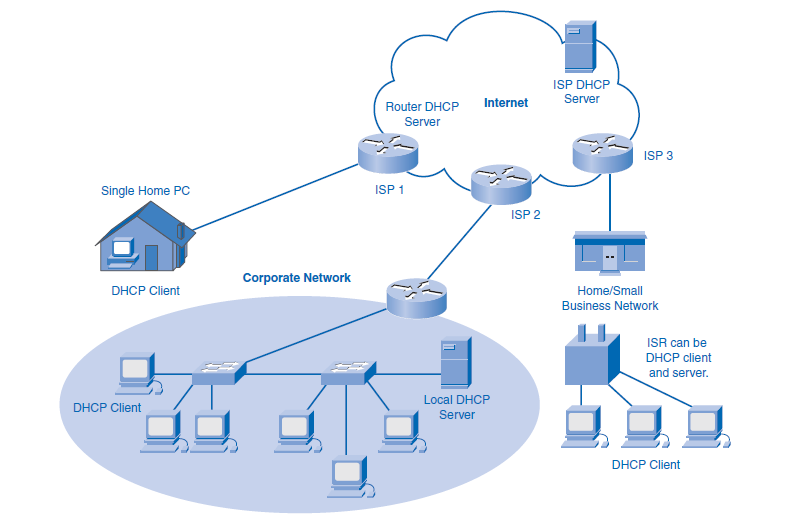 ISP DHCP
Server
Internet
Router DHCP
Server
ISP 3
ISP 1
Single Home PC
ISP 2
DHCP Client
Corporate Network
Home/Small
Business Network
ISR can be
DHCP client
and server.
Local DHCP
Server
DHCP Client
DHCP Client